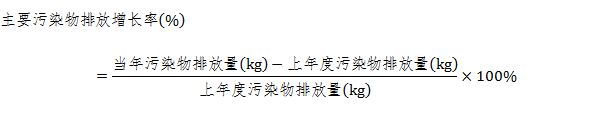 主要污染物排放增长率(%)
= 当年污染物排放量(kg) − 上年度污染物排放量(kg)
上年度污染物排放量(kg)
× 100%